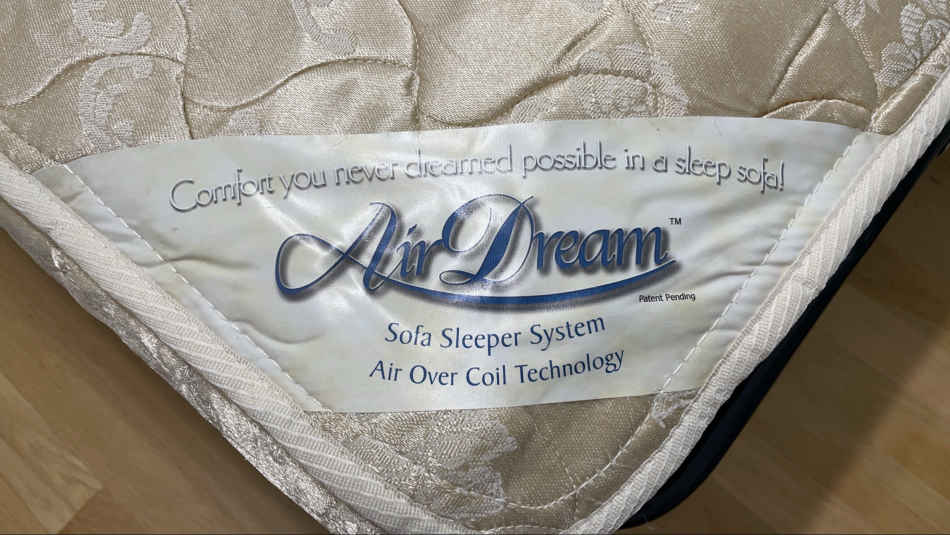 Comfort you never dreamed possible in a sleep sofa!
AirDream™
Patent Pending
Sofa Sleeper System
Air Over Coil Technology